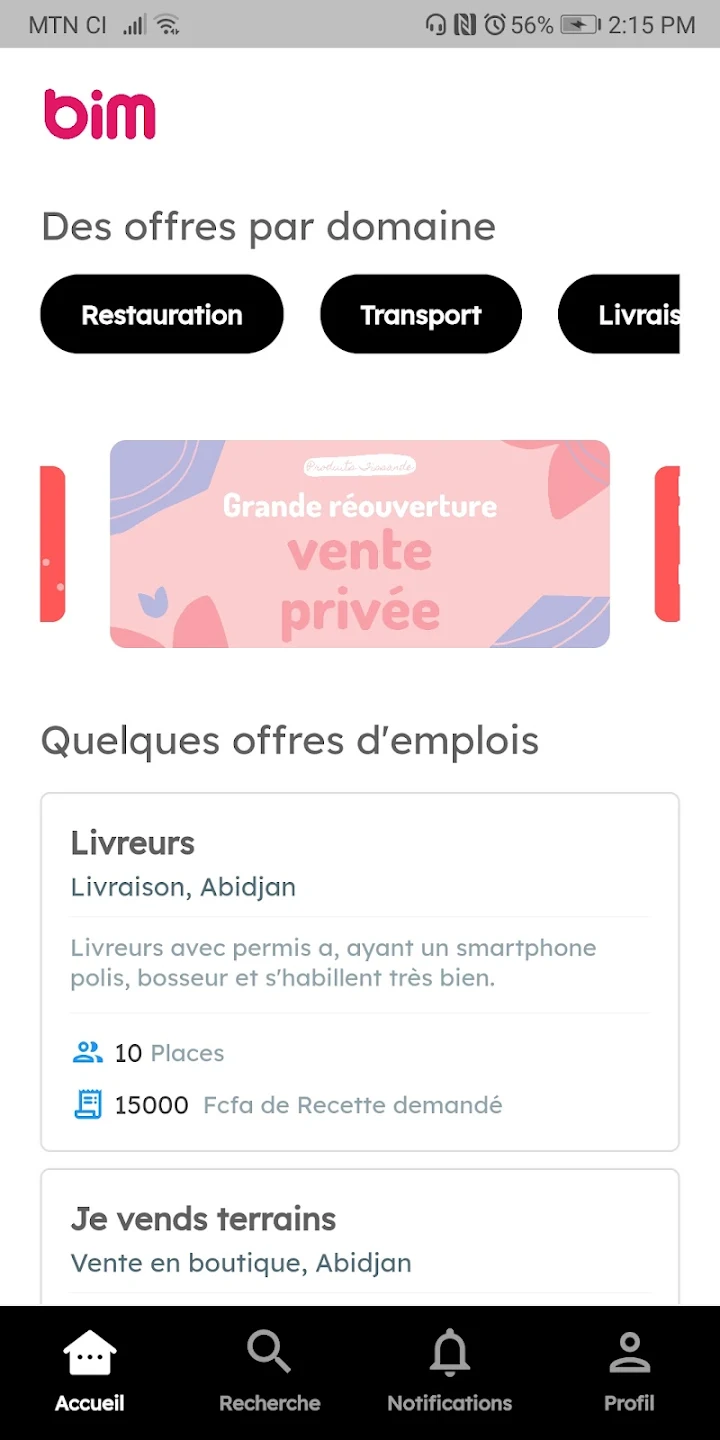 MTN CI 56% 2:15 PM
bim
Des offres par domaine
Restauration Transport Livrais
Grande réouverture
vente
privée
Quelques offres d'emplois
Livreurs
Livraison, Abidjan
Livreurs avec permis a, ayant un smartphone
polis, bosseur et s'habillent très bien.
10 Places
15000 Fcfa de Recette demandé
Je vends terrains
Vente en boutique, Abidjan
Accueil Recherche Notifications Profil